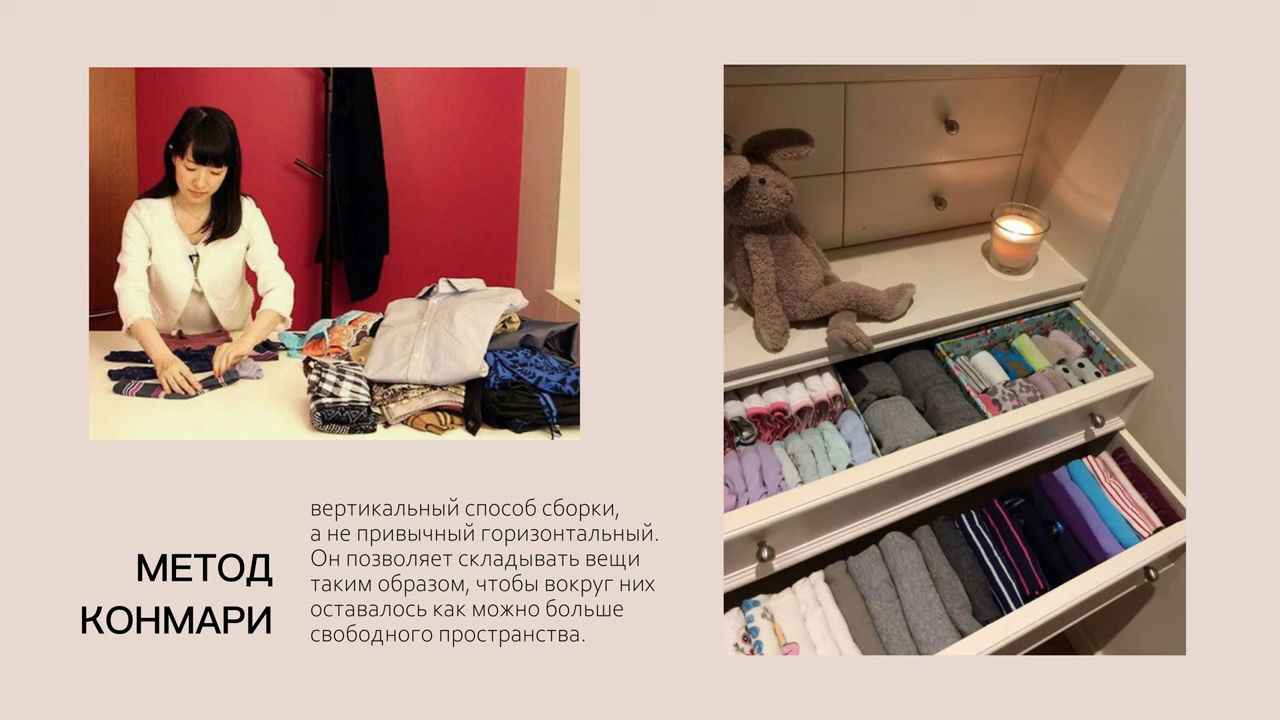 МЕТОД
КОНМАРИ
вертикальный способ сборки,
а не привычный горизонтальный.
Он позволяет складывать вещи
таким образом, чтобы вокруг них
оставалось как можно больше
свободного пространства.